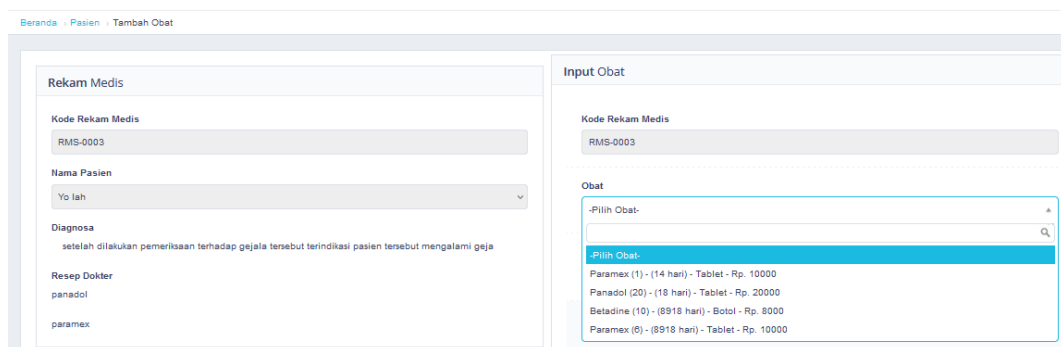 Beranda > Pasien > Tambah Obat
Rekam Medis
Kode Rekam Medis
RMS-0003
Nama Pasien
Yo lah
Diagnosa
setelah dilakukan pemeriksaan terhadap gejala tersebut terindikasi pasien tersebut mengalami geja
Resep Dokter
panadol
paramex
Input Obat
Kode Rekam Medis
RMS-0003
Obat
-Pilih Obat-
-Pilih Obat-
Paramex (1) - (14 hari) - Tablet - Rp. 10000
Panadol (20) - (18 hari) - Tablet - Rp. 20000
Betadine (10) - (8918 hari) - Botol - Rp. 8000
Paramex (6) - (8918 hari) - Tablet - Rp. 10000